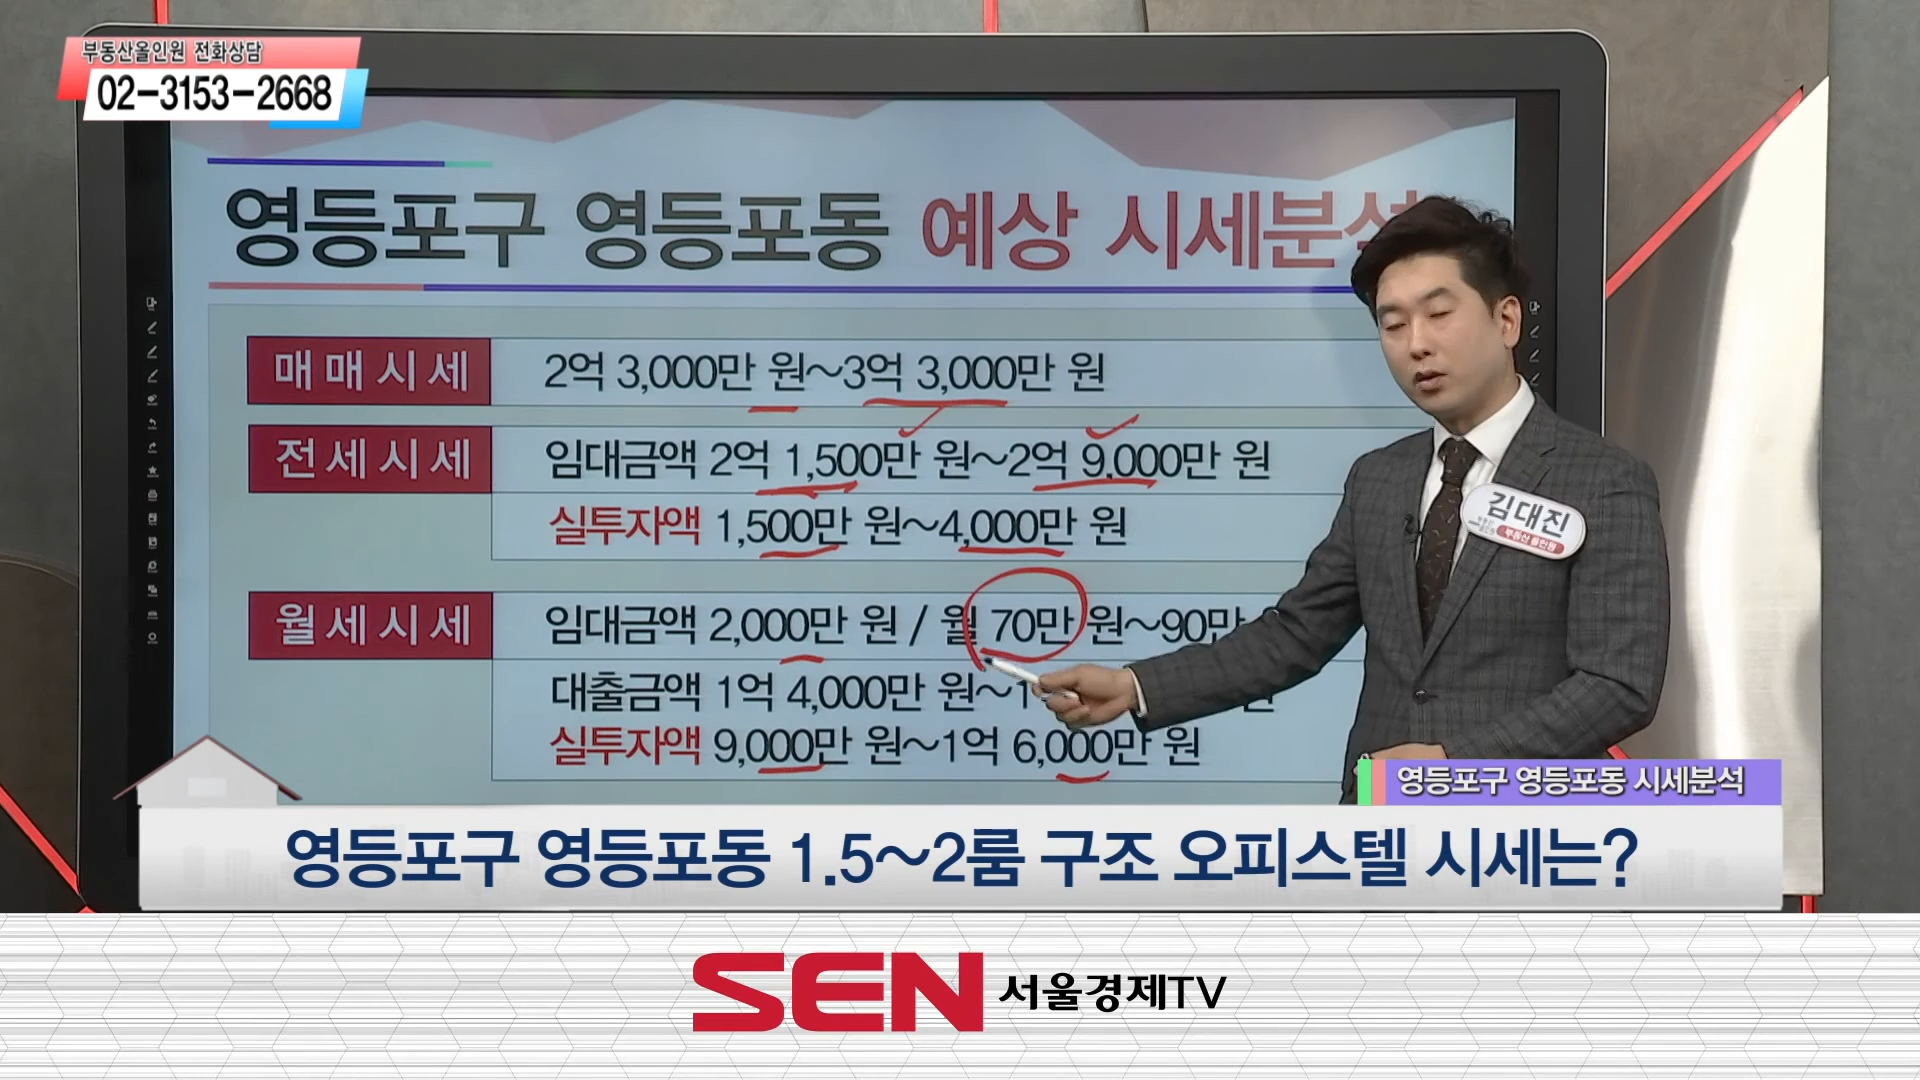 부동산올인원 전화상담
02-3153-2668
영등포구 영등포동 예상 시세분석
매매시세 2억 3,000만 원~3억 3,000만 원
전세시세 임대금액 2억 1,500만 원~2억 9,000만 원
실투자액 1,500만 원~4,000만 원
월세시세 임대금액 2,000만 원 / 월 70만 원~90만
대출금액 1억 4,000만 원~1 원
실투자액 9,000만 원~1억 6,000만 원
김대진
부동산 올인원
영등포구 영등포동 시세분석
영등포구 영등포동 1.5~2룸 구조 오피스텔 시세는?
SEN 서울경제TV